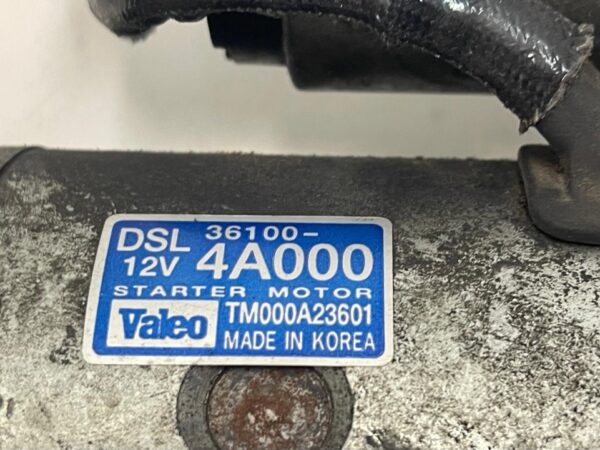 DSL 36100-
12V 4A000
STARTER MOTOR
Valeo TM000A23601
MADE IN KOREA